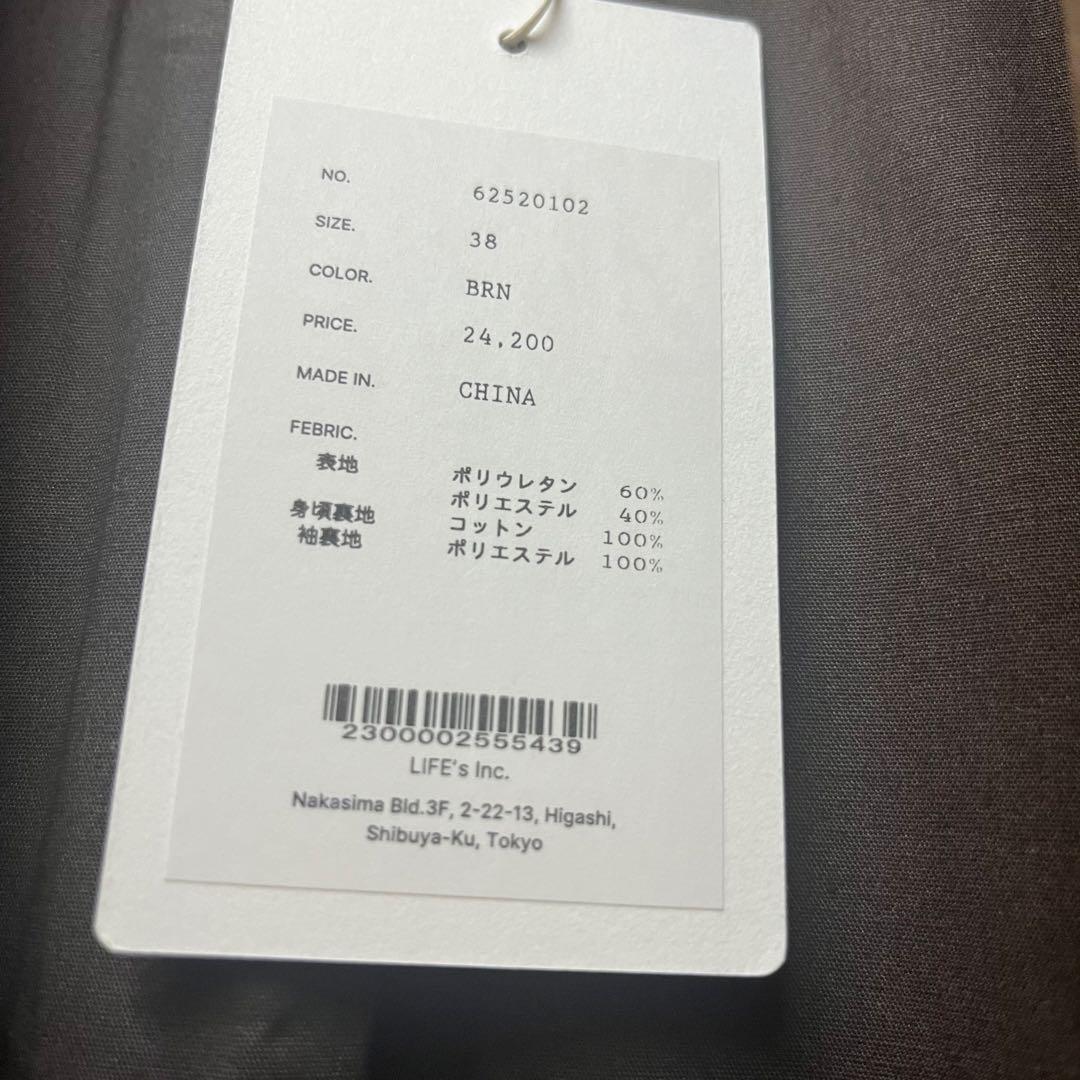 NO. 62520102
SIZE. 38
COLOR. BRN
PRICE. 24,200
MADE IN. CHINA
FEBRIC.
表地 ポリウレタン 60%
ポリエステル 40%
身頃裏地 コットン 100%
袖裏地 ポリエステル 100%
2300002555439
LIFE's Inc.
Nakasima Bld.3F, 2-22-13, Higashi,
Shibuya-Ku, Tokyo